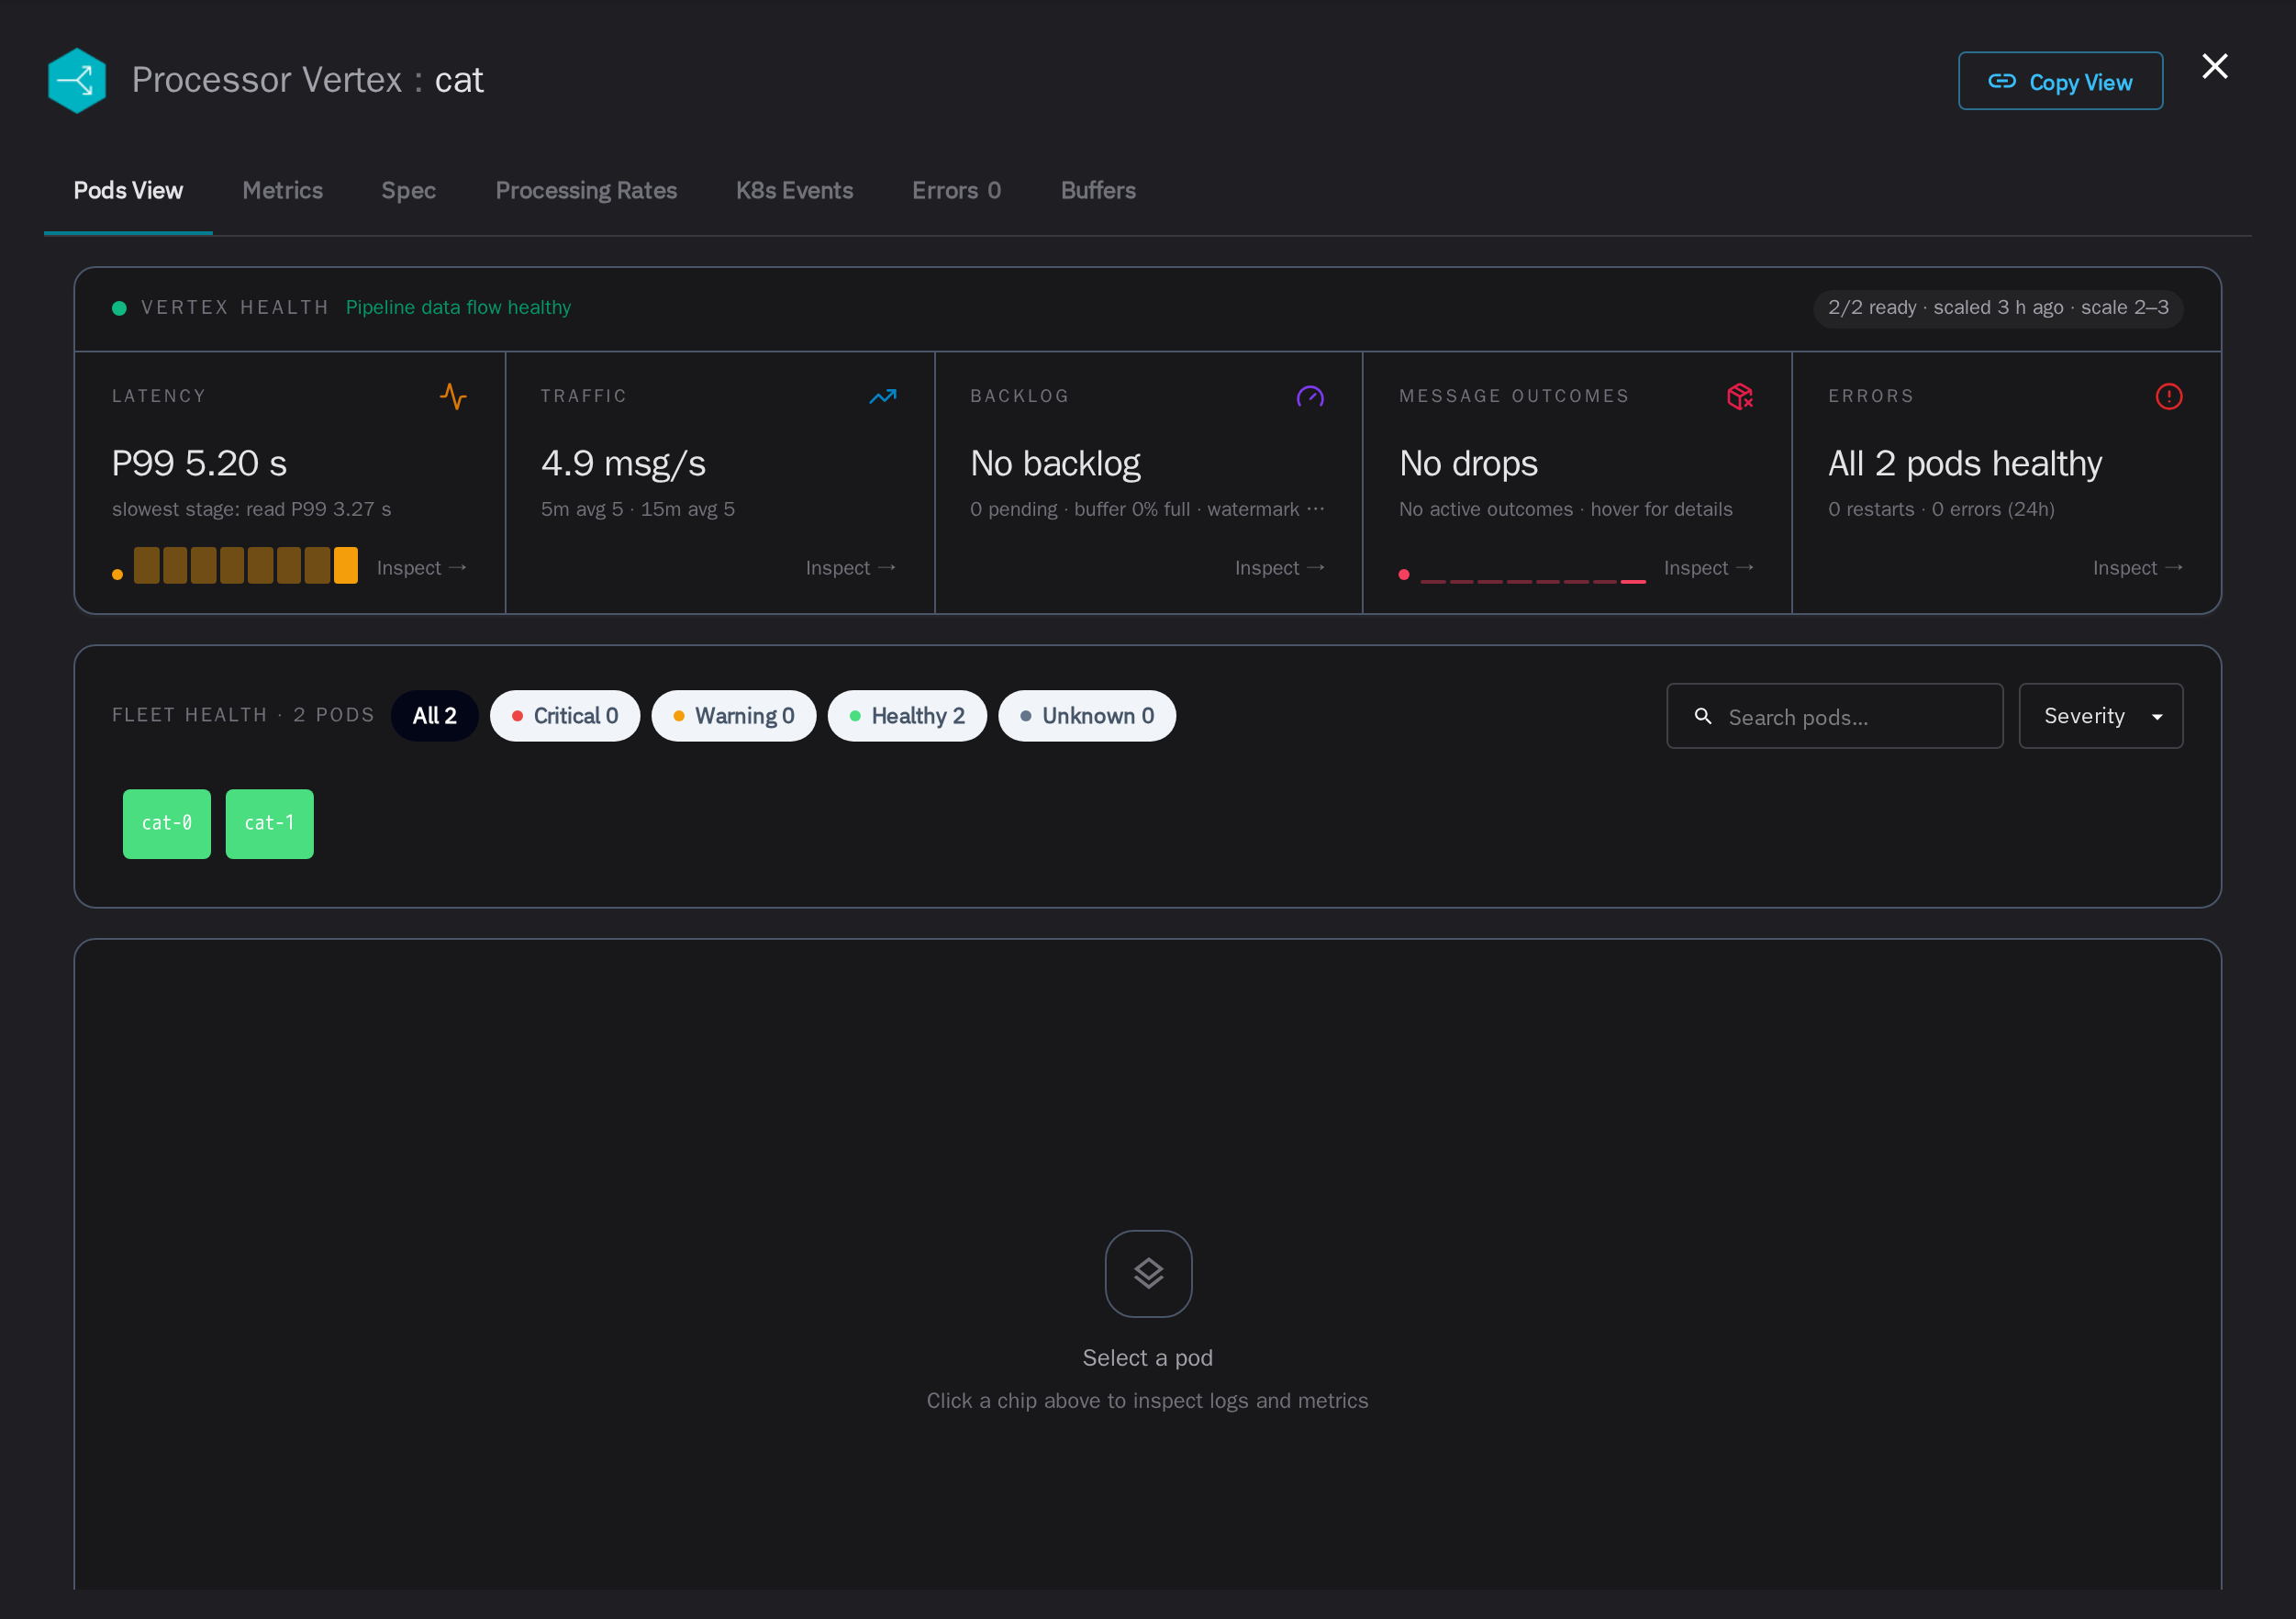 Processor Vertex : cat
Copy View
Pods View Metrics Spec Processing Rates K8s Events Errors 0 Buffers
VERTEX HEALTH Pipeline data flow healthy
2/2 ready · scaled 3 h ago · scale 2–3
LATENCY
P99 5.20 s
slowest stage: read P99 3.27 s
Inspect →
TRAFFIC
4.9 msg/s
5m avg 5 · 15m avg 5
Inspect →
BACKLOG
No backlog
0 pending · buffer 0% full · watermark ...
Inspect →
MESSAGE OUTCOMES
No drops
No active outcomes · hover for details
Inspect →
ERRORS
All 2 pods healthy
0 restarts · 0 errors (24h)
Inspect →
FLEET HEALTH · 2 PODS All 2 Critical 0 Warning 0 Healthy 2 Unknown 0
Search pods... Severity
cat-0 cat-1
Select a pod
Click a chip above to inspect logs and metrics